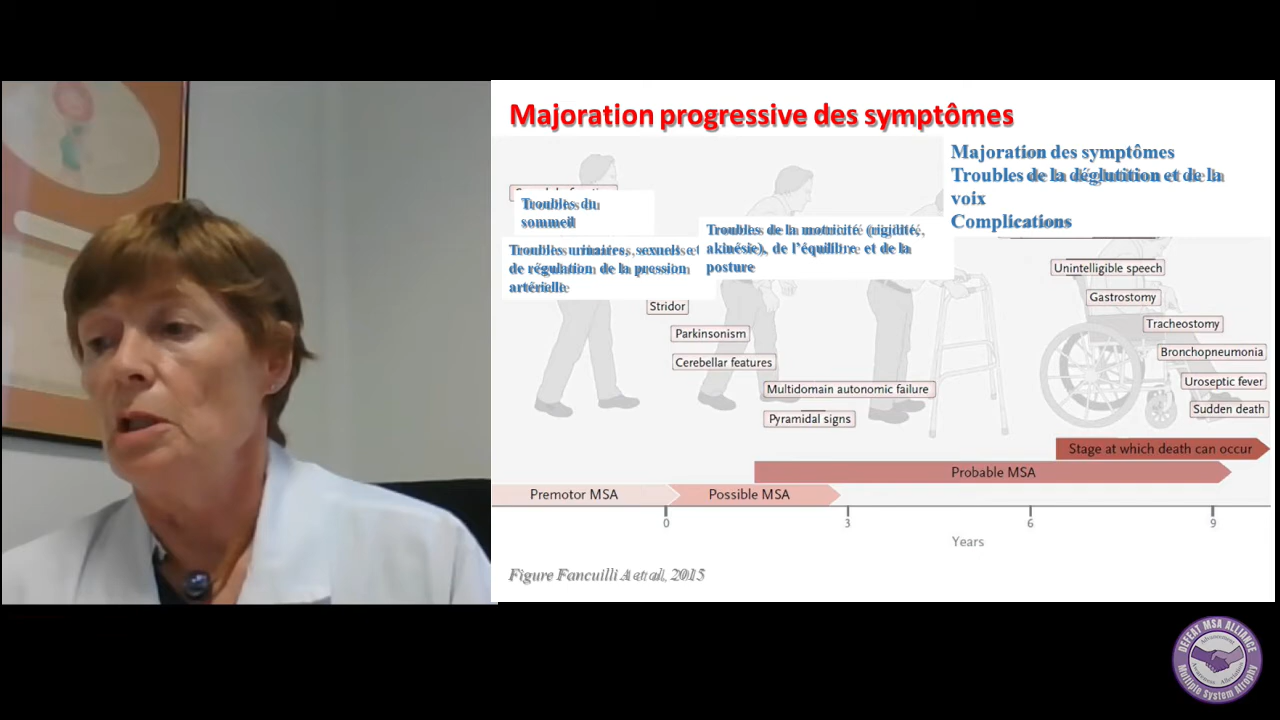 Majoration progressive des symptômes
Majoration des symptômes
Troubles de la déglutition et de la
voix
Complications
Troubles du
sommeil
Troubles urinaires, sexuels et
de régulation de la pression
artérielle
Troubles de la motricité (rigidité,
akinésie), de l'équilibre et de la
posture
Stridor
Parkinsonism
Cerebellar features
Multidomain autonomic failure
Pyramidal signs
Unintelligible speech
Gastrostomy
Tracheostomy
Bronchopneumonia
Uroseptic fever
Sudden death
Stage at which death can occur
Probable MSA
Premotor MSA
Possible MSA
0
3
6
9
Years
Figure Fancuilli A et al, 2015
DEFEAT MSA ALLIANCE
Multiple System Atrophy